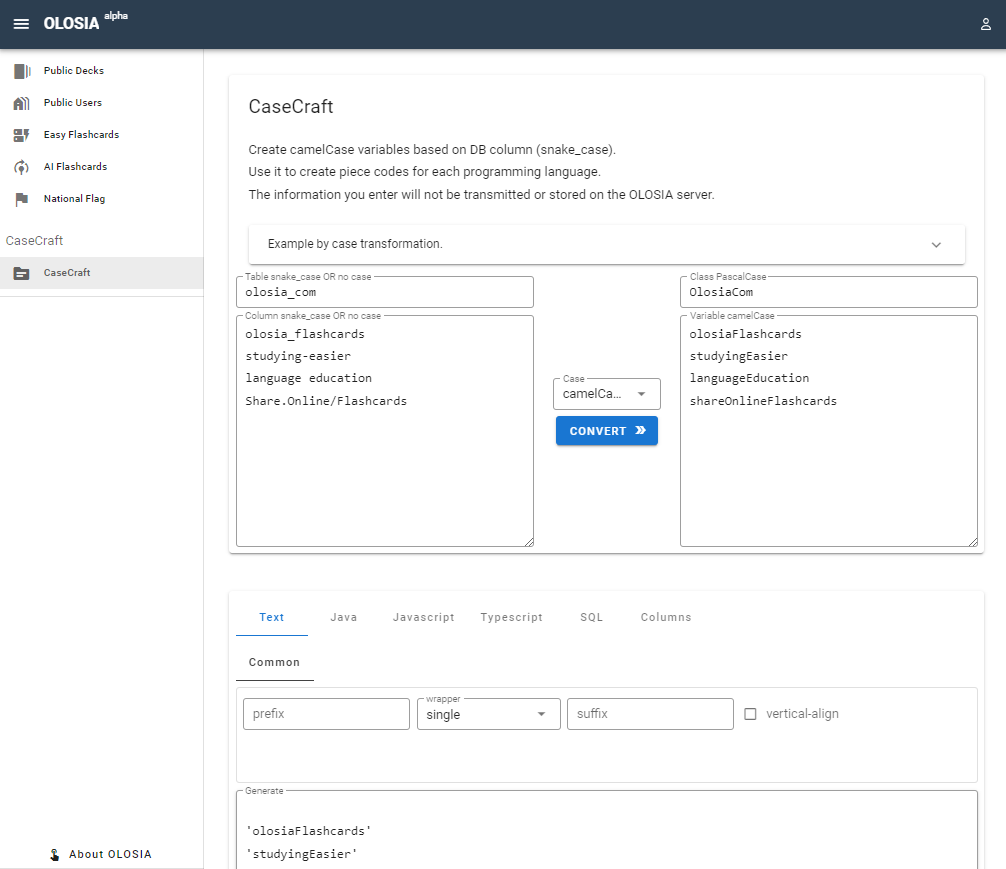 OLOSIA alpha
Public Decks
Public Users
Easy Flashcards
AI Flashcards
National Flag
CaseCraft
CaseCraft
About OLOSIA
CaseCraft
Create camelCase variables based on DB column (snake_case).
Use it to create piece codes for each programming language.
The information you enter will not be transmitted or stored on the OLOSIA server.
Example by case transformation.
Table snake_case OR no case
olosia_com
Class PascalCase
OlosiaCom
Column snake_case OR no case
olosia_flashcards
studying-easier
language education
Share.Online/Flashcards
Case
camelCa...
CONVERT
Variable camelCase
olosiaFlashcards
studyingEasier
languageEducation
shareOnlineFlashcards
Text Java Javascript Typescript SQL Columns
Common
prefix
wrapper
single
suffix
vertical-align
Generate
'olosiaFlashcards'
'studyingEasier'